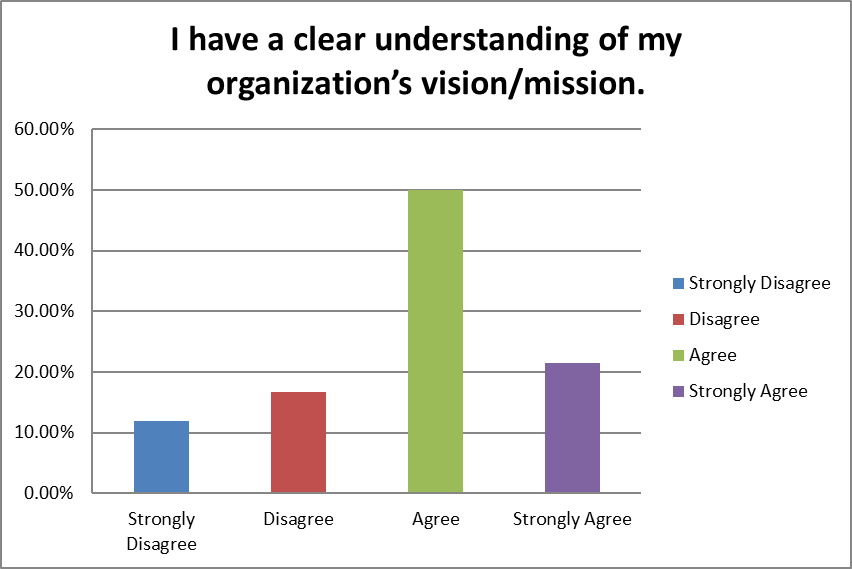 I have a clear understanding of my
organization’s vision/mission.
60.00%
50.00%
40.00%
30.00%
20.00%
10.00%
0.00%
Strongly
Disagree
Disagree
Agree
Strongly Agree
Strongly Disagree
Disagree
Agree
Strongly Agree